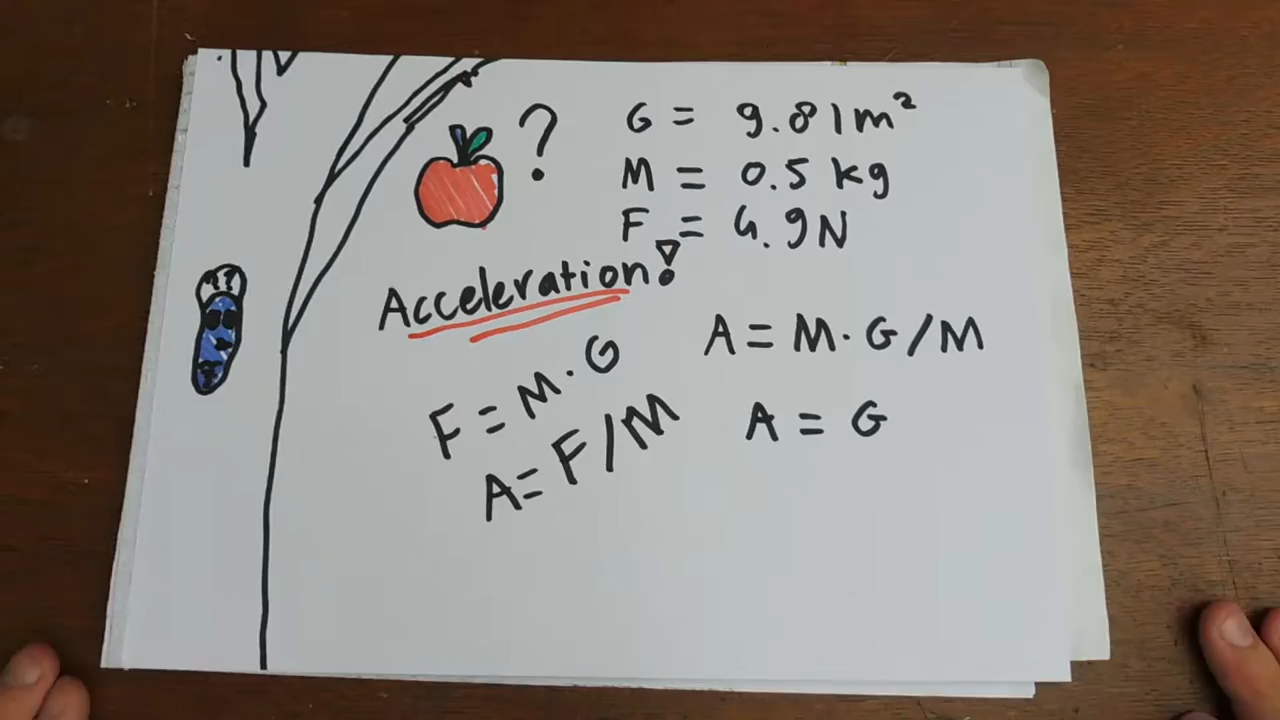 ?
G = 9.81m²
M = 0.5 kg
F = 4.9N
Acceleration!
F = M · G
A = F/M
A = M · G/M
A = G